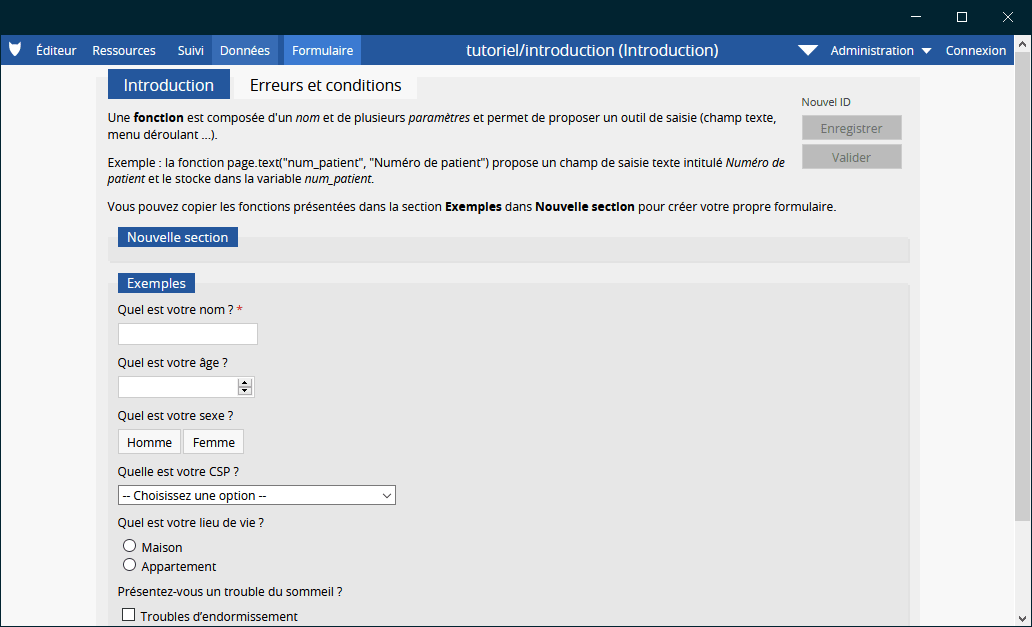 Éditeur Ressources Suivi Données Formulaire tutoriel/introduction (Introduction) Administration Connexion
Introduction Erreurs et conditions
Nouvel ID
Enregistrer
Valider
Une fonction est composée d'un nom et de plusieurs paramètres et permet de proposer un outil de saisie (champ texte,
menu déroulant ...).
Exemple : la fonction page.text("num_patient", "Numéro de patient") propose un champ de saisie texte intitulé Numéro de
patient et le stocke dans la variable num_patient.
Vous pouvez copier les fonctions présentées dans la section Exemples dans Nouvelle section pour créer votre propre formulaire.
Nouvelle section
Exemples
Quel est votre nom ? *
Quel est votre âge ?
Quel est votre sexe ?
Homme Femme
Quelle est votre CSP ?
-- Choisissez une option --
Quel est votre lieu de vie ?
Maison
Appartement
Présentez-vous un trouble du sommeil ?
Troubles d’endormissement